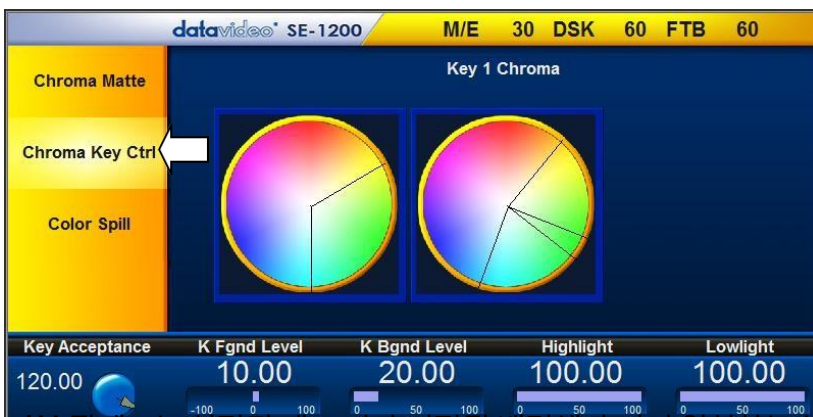 datavideo SE-1200 M/E 30 DSK 60 FTB 60
Key 1 Chroma
Chroma Matte
Chroma Key Ctrl
Color Spill
Key Acceptance K Fgnd Level K Bgnd Level Highlight Lowlight
120.00 10.00 20.00 100.00 100.00
-100 0 100 0 50 100 0 50 100 0 50 100